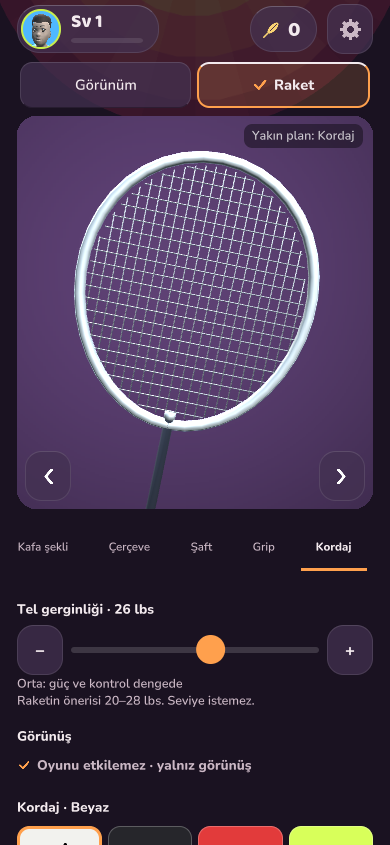 Sv 1
0
Görünüm
Raket
Yakın plan: Kordaj
Kafa şekli
Çerçeve
Şaft
Grip
Kordaj
Tel gerginliği · 26 lbs
Orta: güç ve kontrol dengede
Raketin önerisi 20–28 lbs. Seviye istemez.
Görünüş
Oyunu etkilemez · yalnız görünüş
Kordaj · Beyaz